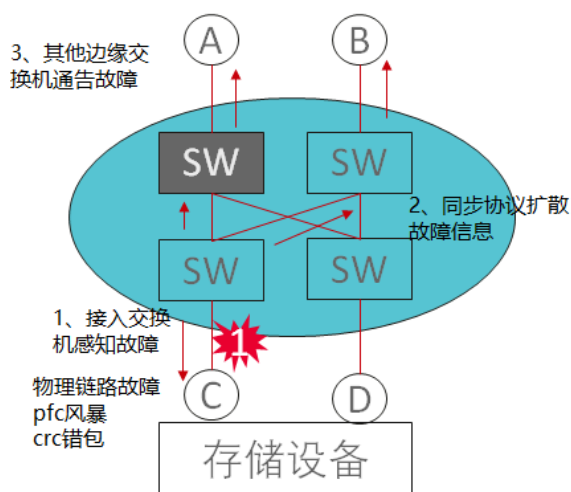 A
B
3、其他边缘交
换机通告故障
SW
SW
2、同步协议扩散
故障信息
SW
SW
1、接入交换
机感知故障
1
物理链路故障
pfc风暴
crc错包
C
D
存储设备